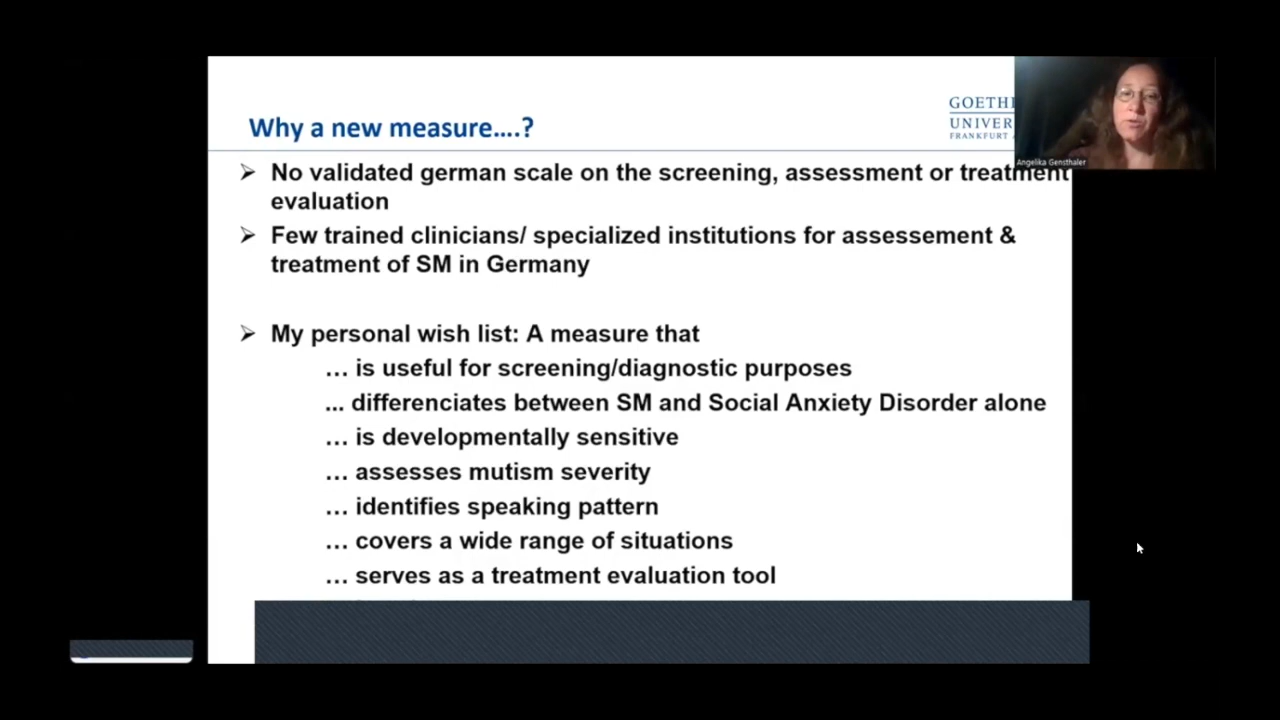 Why a new measure....?
GOETHE
UNIVER
FRANKFURT
Angelika Gensthaler
➢ No validated german scale on the screening, assessment or treatment
evaluation
➢ Few trained clinicians/ specialized institutions for assessement &
treatment of SM in Germany
➢ My personal wish list: A measure that
… is useful for screening/diagnostic purposes
... differenciates between SM and Social Anxiety Disorder alone
… is developmentally sensitive
… assesses mutism severity
… identifies speaking pattern
… covers a wide range of situations
… serves as a treatment evaluation tool